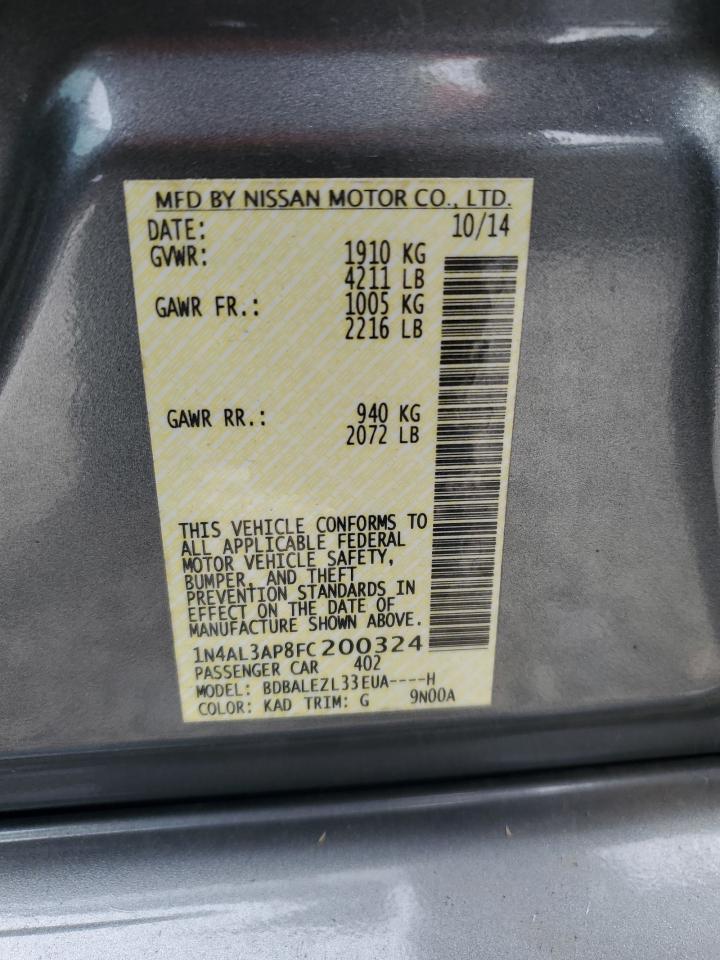 MFD BY NISSAN MOTOR CO., LTD.
DATE: 10/14
GVWR: 1910 KG
4211 LB
GAWR FR.: 1005 KG
2216 LB
GAWR RR.: 940 KG
2072 LB
THIS VEHICLE CONFORMS TO
ALL APPLICABLE FEDERAL
MOTOR VEHICLE SAFETY,
BUMPER, AND THEFT
PREVENTION STANDARDS IN
EFFECT ON THE DATE OF
MANUFACTURE SHOWN ABOVE.
1N4AL3AP8FC200324
PASSENGER CAR 402
MODEL: BDBALEZL33EUA----H
COLOR: KAD TRIM: G 9N00A